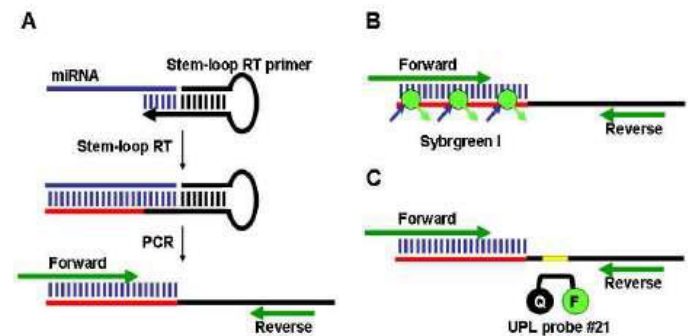 A
miRNA
Stem-loop RT primer
Stem-loop RT
PCR
Forward
Reverse
B
Forward
Sybrgreen I
Reverse
C
Forward
Reverse
Q
F
UPL probe #21